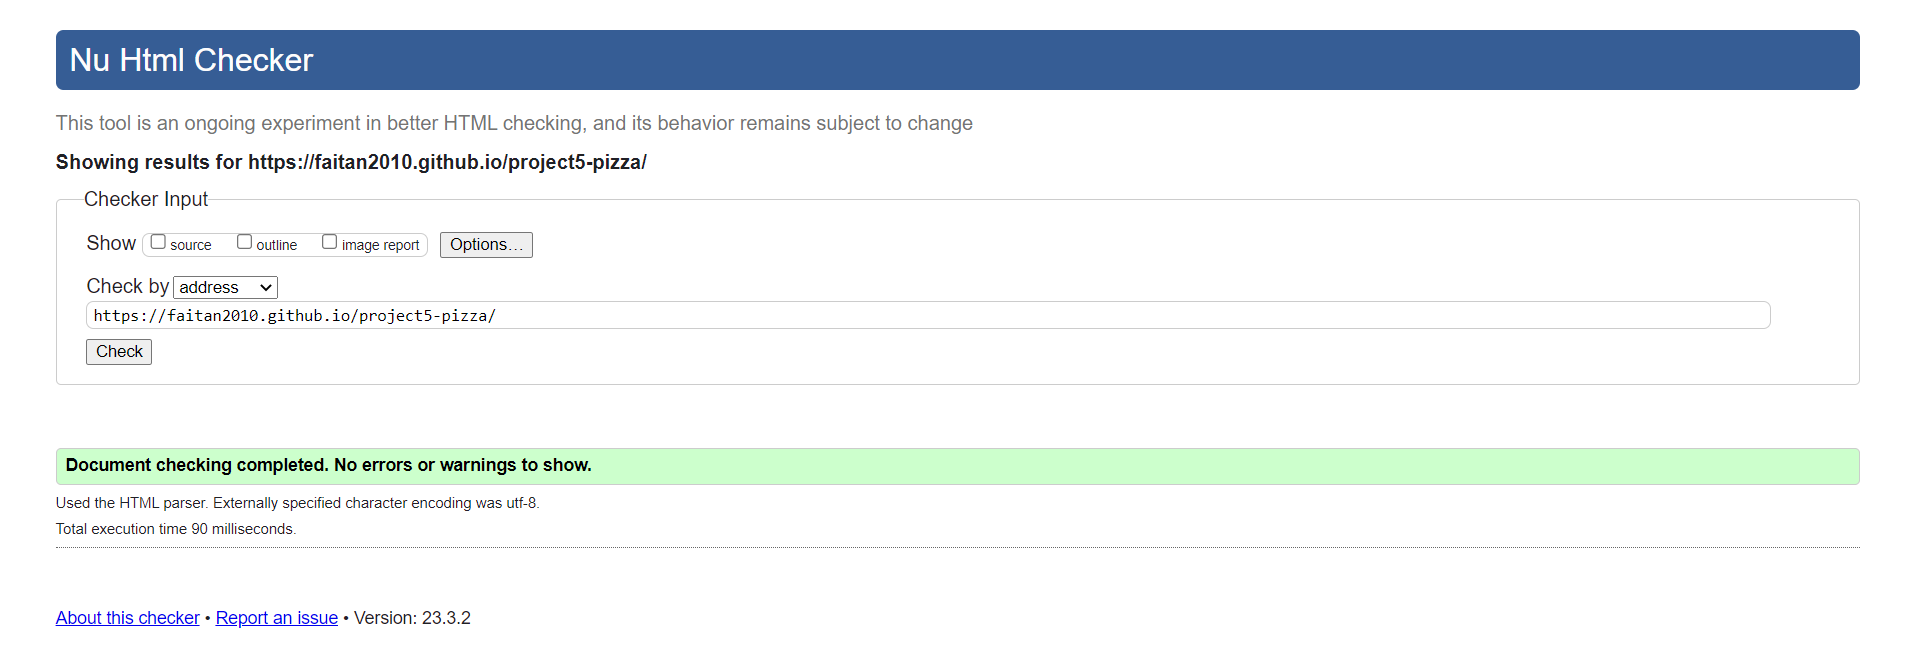 Nu Html Checker
This tool is an ongoing experiment in better HTML checking, and its behavior remains subject to change
Showing results for https://faitan2010.github.io/project5-pizza/
Checker Input
Show source outline image report Options...
Check by address
https://faitan2010.github.io/project5-pizza/
Check
Document checking completed. No errors or warnings to show.
Used the HTML parser. Externally specified character encoding was utf-8.
Total execution time 90 milliseconds.
About this checker • Report an issue • Version: 23.3.2